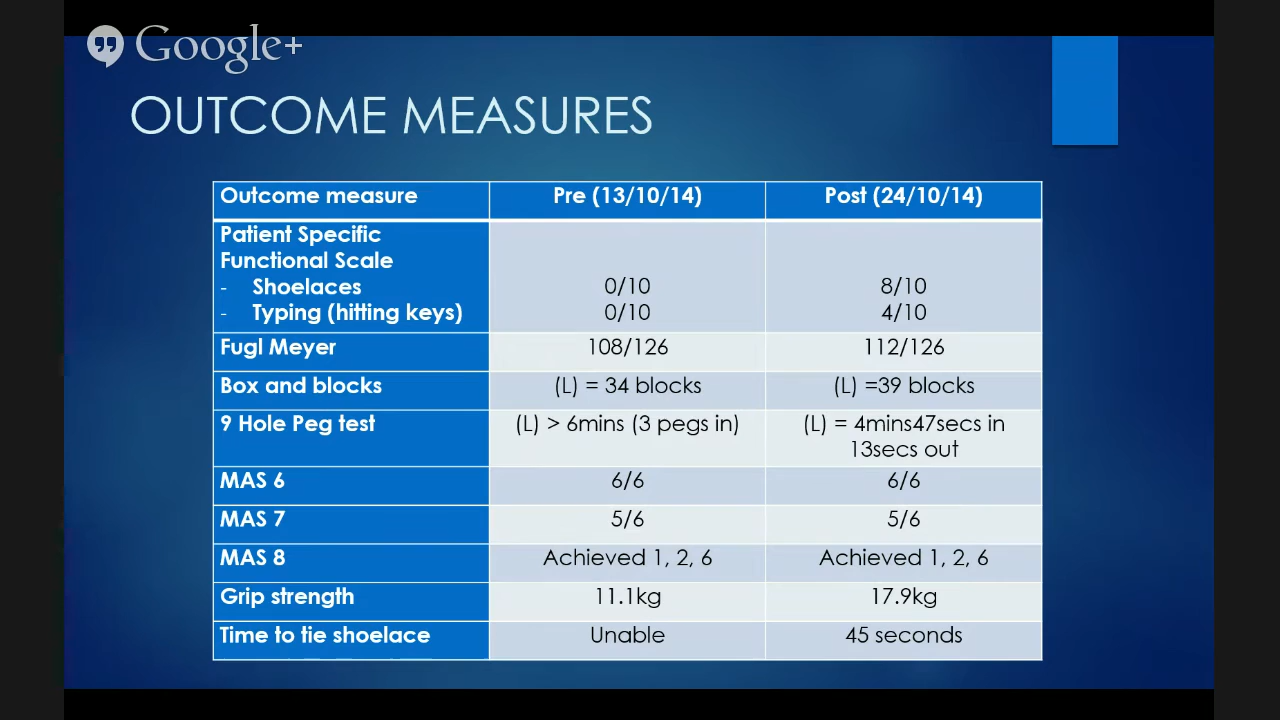 Google+
OUTCOME MEASURES
Outcome measure Pre (13/10/14) Post (24/10/14)
Patient Specific
Functional Scale
- Shoelaces 0/10 8/10
- Typing (hitting keys) 0/10 4/10
Fugl Meyer 108/126 112/126
Box and blocks (L) = 34 blocks (L) =39 blocks
9 Hole Peg test (L) > 6mins (3 pegs in) (L) = 4mins47secs in
13secs out
MAS 6 6/6 6/6
MAS 7 5/6 5/6
MAS 8 Achieved 1, 2, 6 Achieved 1, 2, 6
Grip strength 11.1kg 17.9kg
Time to tie shoelace Unable 45 seconds